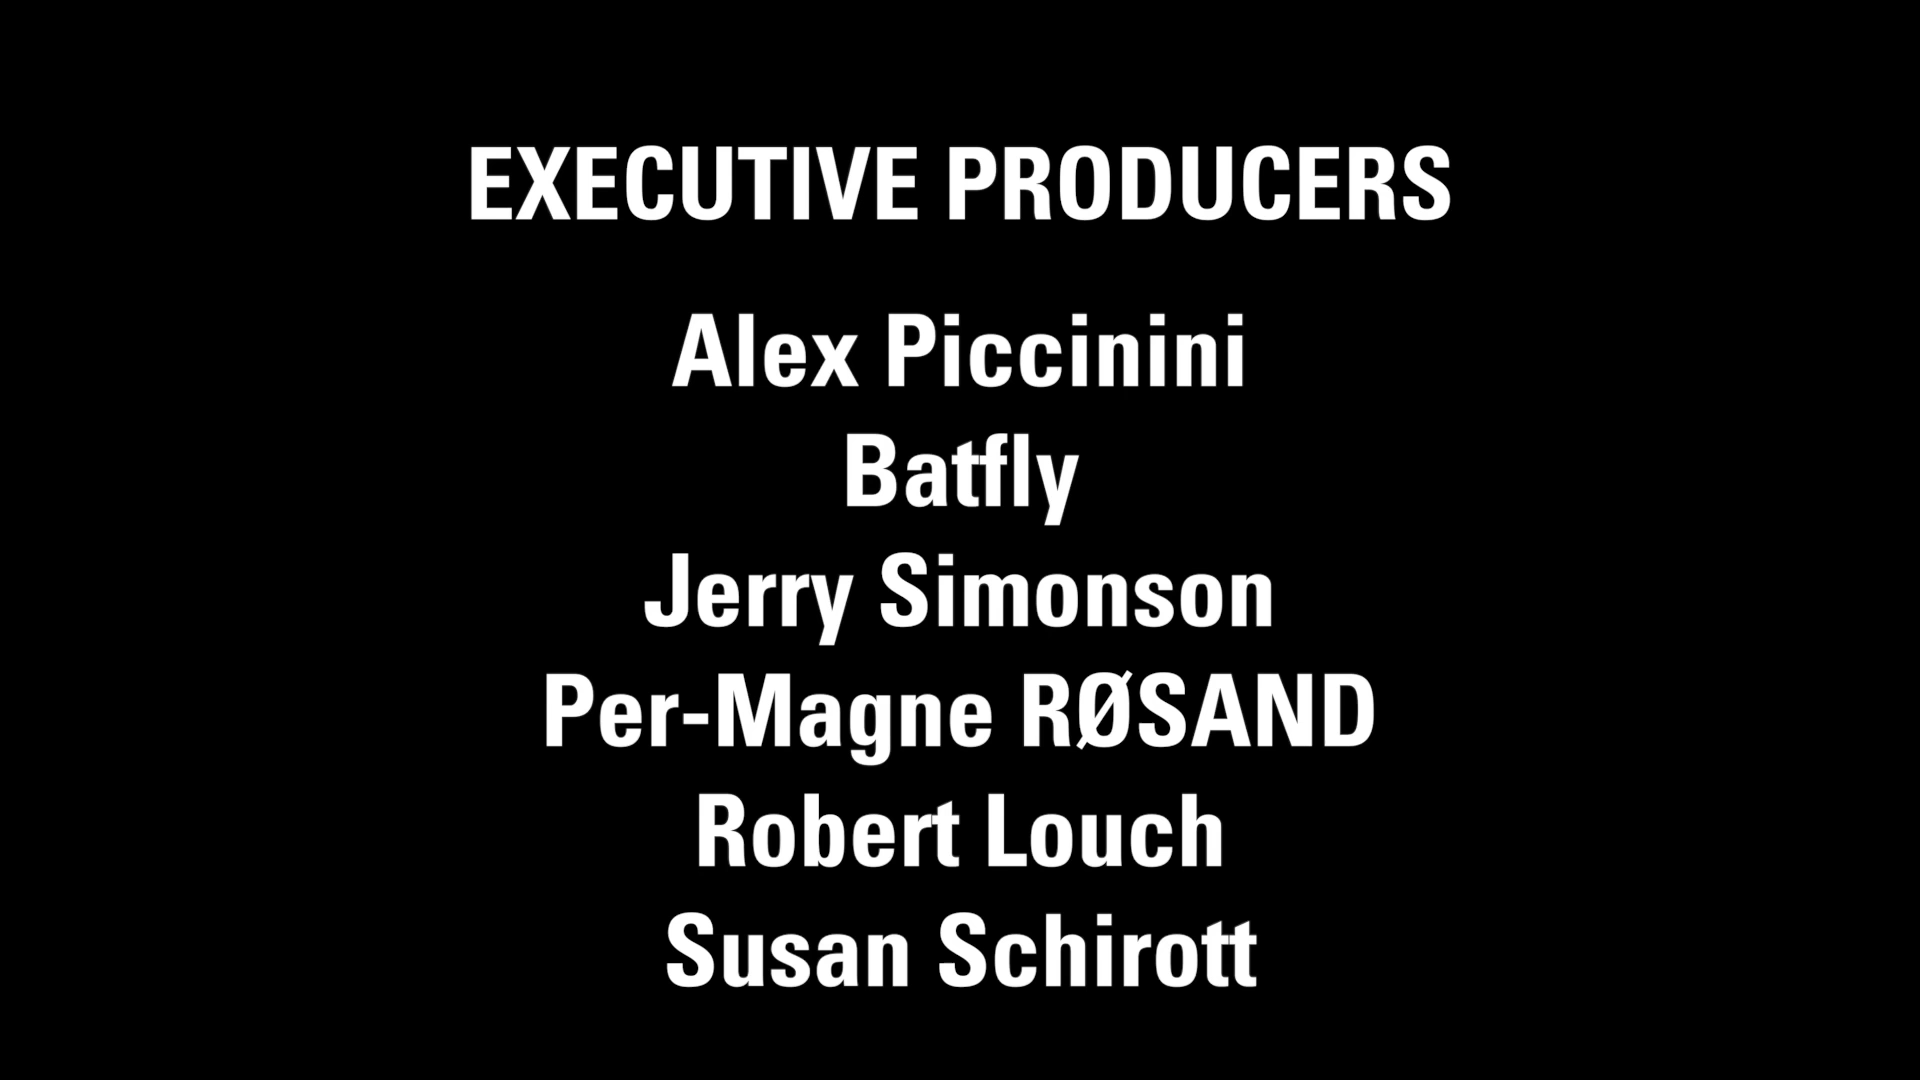 EXECUTIVE PRODUCERS
Alex Piccinini
Batfly
Jerry Simonson
Per-Magne RØSAND
Robert Louch
Susan Schirott